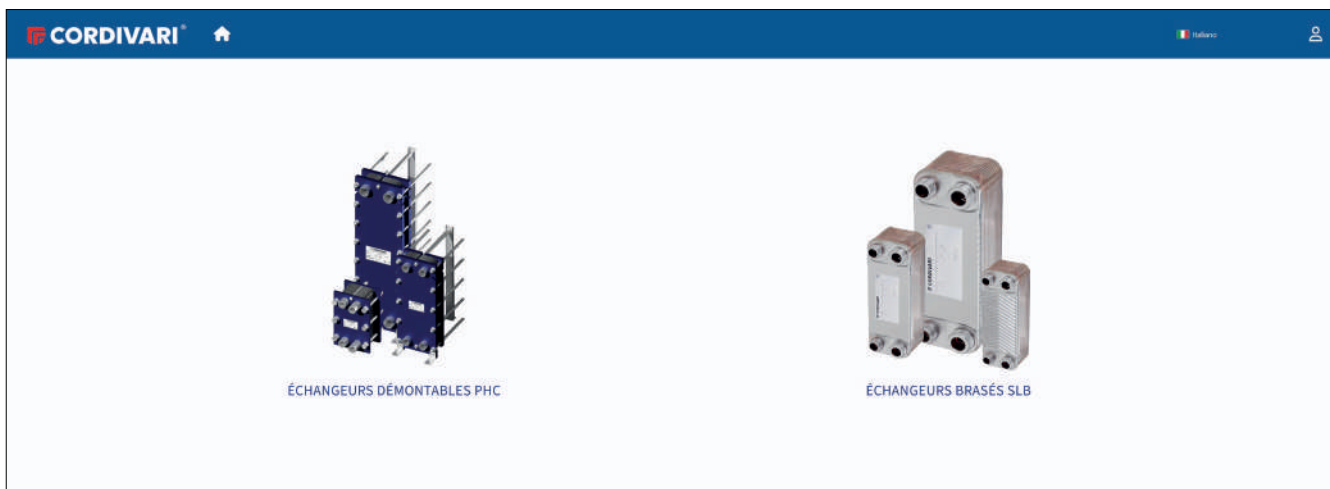 CORDIVARI®
Italiano
ÉCHANGEURS DÉMONTABLES PHC
ÉCHANGEURS BRASÉS SLB